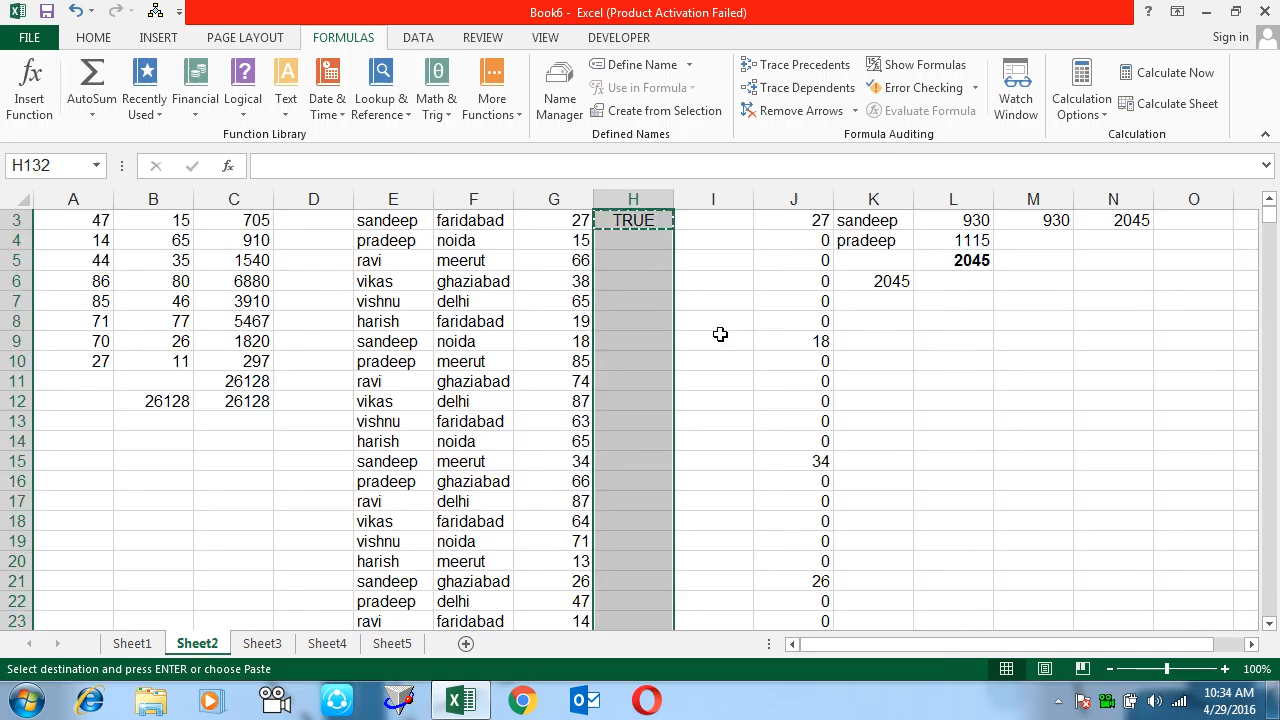 Book6 - Excel (Product Activation Failed)
FILE HOME INSERT PAGE LAYOUT FORMULAS DATA REVIEW VIEW DEVELOPER Sign in
Insert Function
AutoSum
Recently Used
Financial
Logical
Text
Date & Time
Lookup & Reference
Math & Trig
More Functions
Function Library
Name Manager
Define Name
Use in Formula
Create from Selection
Defined Names
Trace Precedents
Trace Dependents
Remove Arrows
Show Formulas
Error Checking
Evaluate Formula
Formula Auditing
Watch Window
Calculation Options
Calculate Now
Calculate Sheet
Calculation
H132 fx
A B C D E F G H I J K L M N O
3 47 15 705 sandeep faridabad 27 TRUE 27 sandeep 930 930 2045
4 14 65 910 pradeep noida 15 0 pradeep 1115
5 44 35 1540 ravi meerut 66 0 2045
6 86 80 6880 vikas ghaziabad 38 0 2045
7 85 46 3910 vishnu delhi 65 0
8 71 77 5467 harish faridabad 19 0
9 70 26 1820 sandeep noida 18 18
10 27 11 297 pradeep meerut 85 0
11 26128 ravi ghaziabad 74 0
12 26128 26128 vikas delhi 87 0
13 vishnu faridabad 63 0
14 harish noida 65 0
15 sandeep meerut 34 34
16 pradeep ghaziabad 66 0
17 ravi delhi 87 0
18 vikas faridabad 64 0
19 vishnu noida 71 0
20 harish meerut 13 0
21 sandeep ghaziabad 26 26
22 pradeep delhi 47 0
23 ravi faridabad 14 0
Sheet1 Sheet2 Sheet3 Sheet4 Sheet5
Select destination and press ENTER or choose Paste 100%
10:34 AM
4/29/2016